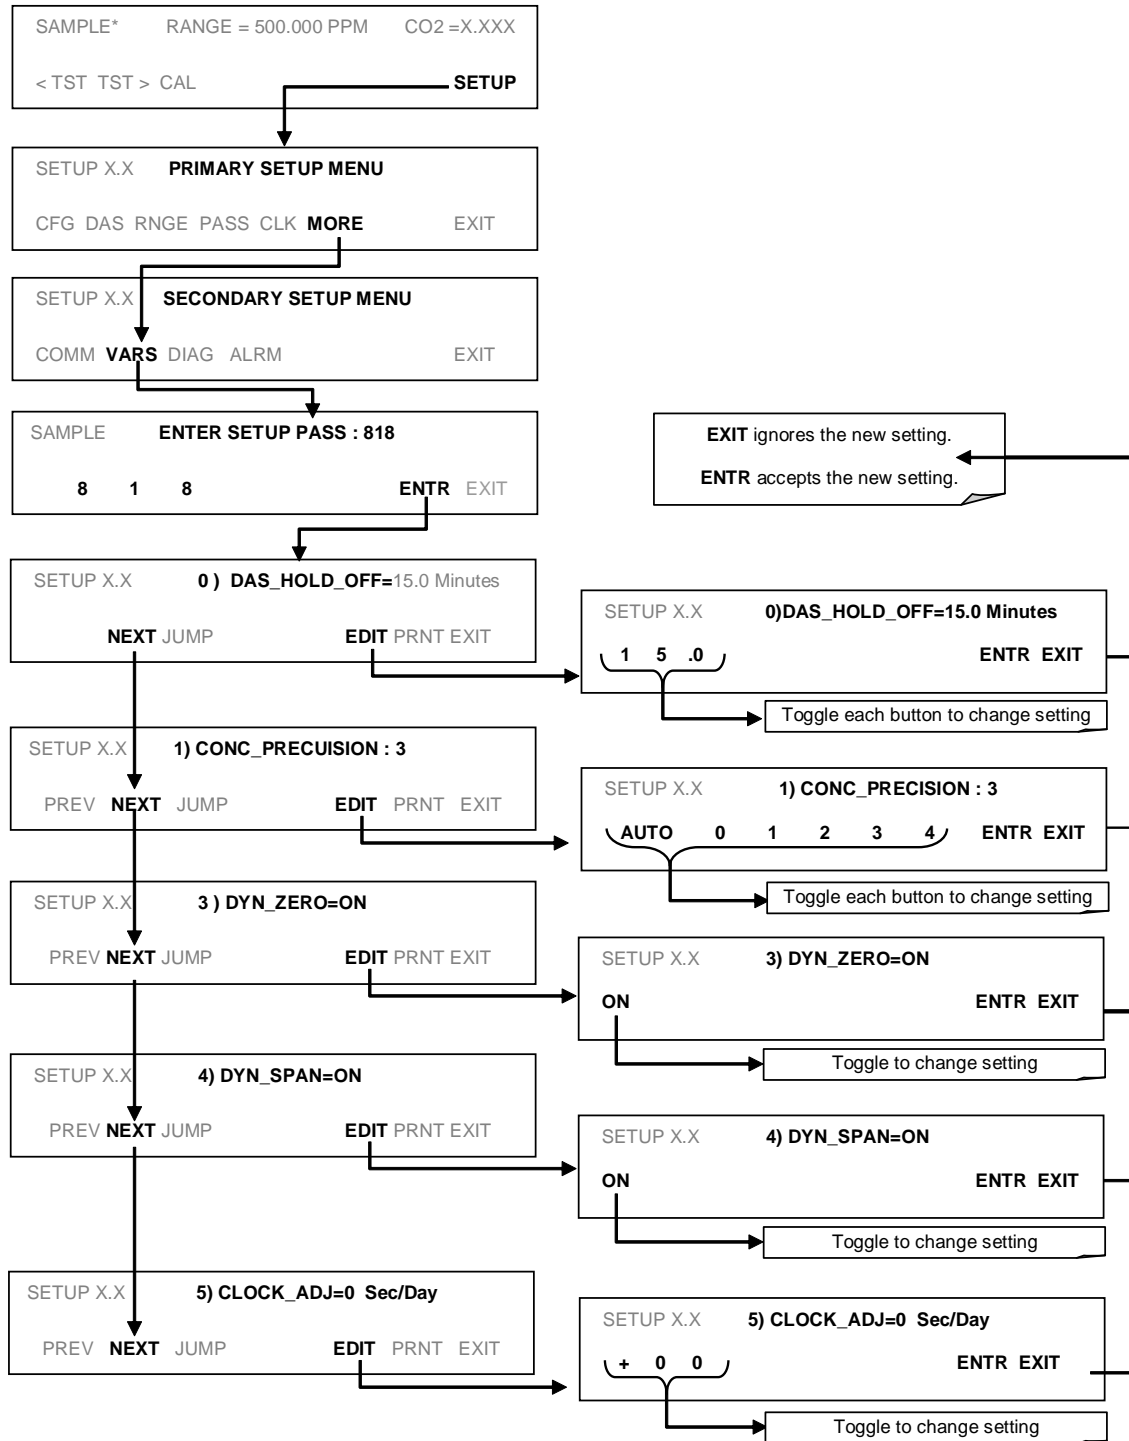 SAMPLE* RANGE = 500.000 PPM CO2 =X.XXX
< TST TST > CAL SETUP
SETUP X.X PRIMARY SETUP MENU
CFG DAS RNGE PASS CLK MORE EXIT
SETUP X.X SECONDARY SETUP MENU
COMM VARS DIAG ALRM EXIT
SAMPLE ENTER SETUP PASS : 818
8 1 8 ENTR EXIT
EXIT ignores the new setting.
ENTR accepts the new setting.
SETUP X.X 0 ) DAS_HOLD_OFF=15.0 Minutes
NEXT JUMP EDIT PRNT EXIT
SETUP X.X 0)DAS_HOLD_OFF=15.0 Minutes
1 5 .0 ENTR EXIT
Toggle each button to change setting
SETUP X.X 1) CONC_PRECUISION : 3
PREV NEXT JUMP EDIT PRNT EXIT
SETUP X.X 1) CONC_PRECISION : 3
AUTO 0 1 2 3 4 ENTR EXIT
Toggle each button to change setting
SETUP X.X 3 ) DYN_ZERO=ON
PREV NEXT JUMP EDIT PRNT EXIT
SETUP X.X 3) DYN_ZERO=ON
ON ENTR EXIT
Toggle to change setting
SETUP X.X 4) DYN_SPAN=ON
PREV NEXT JUMP EDIT PRNT EXIT
SETUP X.X 4) DYN_SPAN=ON
ON ENTR EXIT
Toggle to change setting
SETUP X.X 5) CLOCK_ADJ=0 Sec/Day
PREV NEXT JUMP EDIT PRNT EXIT
SETUP X.X 5) CLOCK_ADJ=0 Sec/Day
+ 0 0 ENTR EXIT
Toggle to change setting